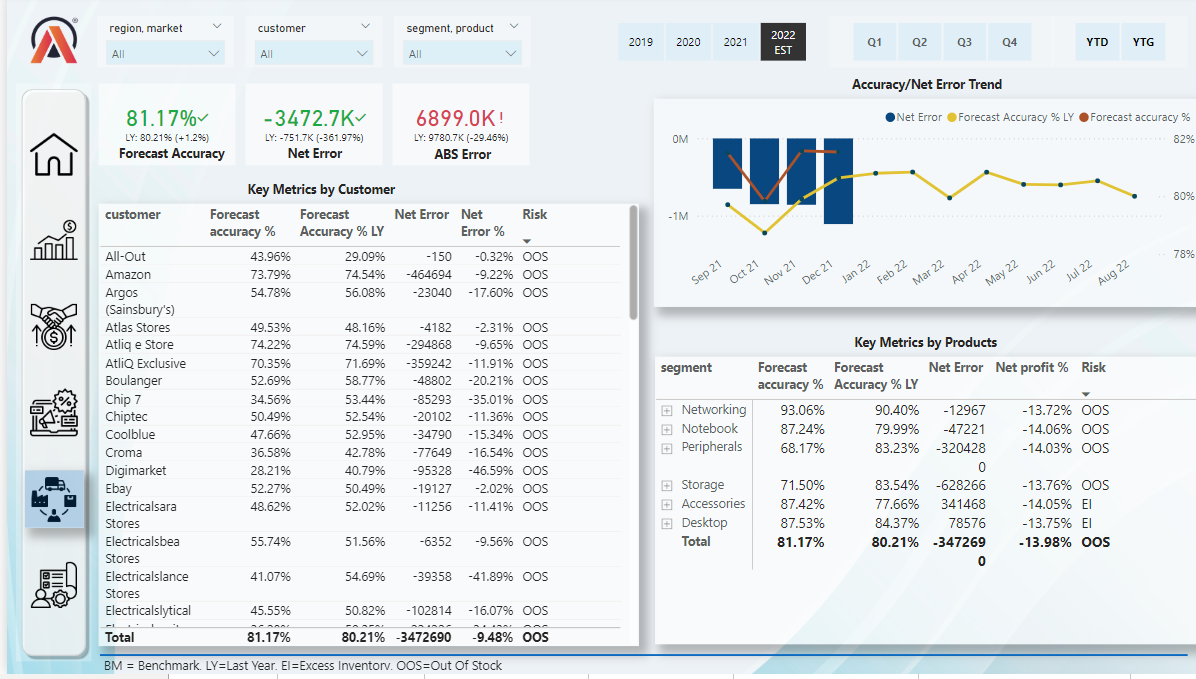 region, market
customer
segment, product
All
All
All
2019 2020 2021 2022 EST
Q1 Q2 Q3 Q4
YTD YTG
81.17%
LY: 80.21% (+1.2%)
Forecast Accuracy
-3472.7K
LY: -751.7K (-361.97%)
Net Error
6899.0K!
LY: 9780.7K (-29.46%)
ABS Error
Accuracy/Net Error Trend
Net Error Forecast Accuracy % LY Forecast accuracy %
0M
-1M
82%
80%
78%
Sep 21 Oct 21 Nov 21 Dec 21 Jan 22 Feb 22 Mar 22 Apr 22 May 22 Jun 22 Jul 22 Aug 22
Key Metrics by Customer
customer Forecast accuracy % Forecast Accuracy % LY Net Error Net Error % Risk
All-Out 43.96% 29.09% -150 -0.32% OOS
Amazon 73.79% 74.54% -464694 -9.22% OOS
Argos (Sainsbury's) 54.78% 56.08% -23040 -17.60% OOS
Atlas Stores 49.53% 48.16% -4182 -2.31% OOS
Atliq e Store 74.22% 74.59% -294868 -9.65% OOS
AtliQ Exclusive 70.35% 71.69% -359242 -11.91% OOS
Boulanger 52.69% 58.77% -48802 -20.21% OOS
Chip 7 34.56% 53.44% -85293 -35.01% OOS
Chiptec 50.49% 52.54% -20102 -11.36% OOS
Coolblue 47.66% 52.95% -34790 -15.34% OOS
Croma 36.58% 42.78% -77649 -16.54% OOS
Digimarket 28.21% 40.79% -95328 -46.59% OOS
Ebay 52.27% 50.49% -19127 -2.02% OOS
Electricalsara Stores 48.62% 52.02% -11256 -11.41% OOS
Electricalsbea Stores 55.74% 51.56% -6352 -9.56% OOS
Electricalslance Stores 41.07% 54.69% -39358 -41.89% OOS
Electricalslytical 45.55% 50.82% -102814 -16.07% OOS
Total 81.17% 80.21% -3472690 -9.48% OOS
Key Metrics by Products
segment Forecast accuracy % Forecast Accuracy % LY Net Error Net profit % Risk
Networking 93.06% 90.40% -12967 -13.72% OOS
Notebook 87.24% 79.99% -47221 -14.06% OOS
Peripherals 68.17% 83.23% -3204280 -14.03% OOS
Storage 71.50% 83.54% -628266 -13.76% OOS
Accessories 87.42% 77.66% 341468 -14.05% EI
Desktop 87.53% 84.37% 78576 -13.75% EI
Total 81.17% 80.21% -3472690 -13.98% OOS
BM = Benchmark, LY=Last Year, EI=Excess Inventory, OOS=Out Of Stock